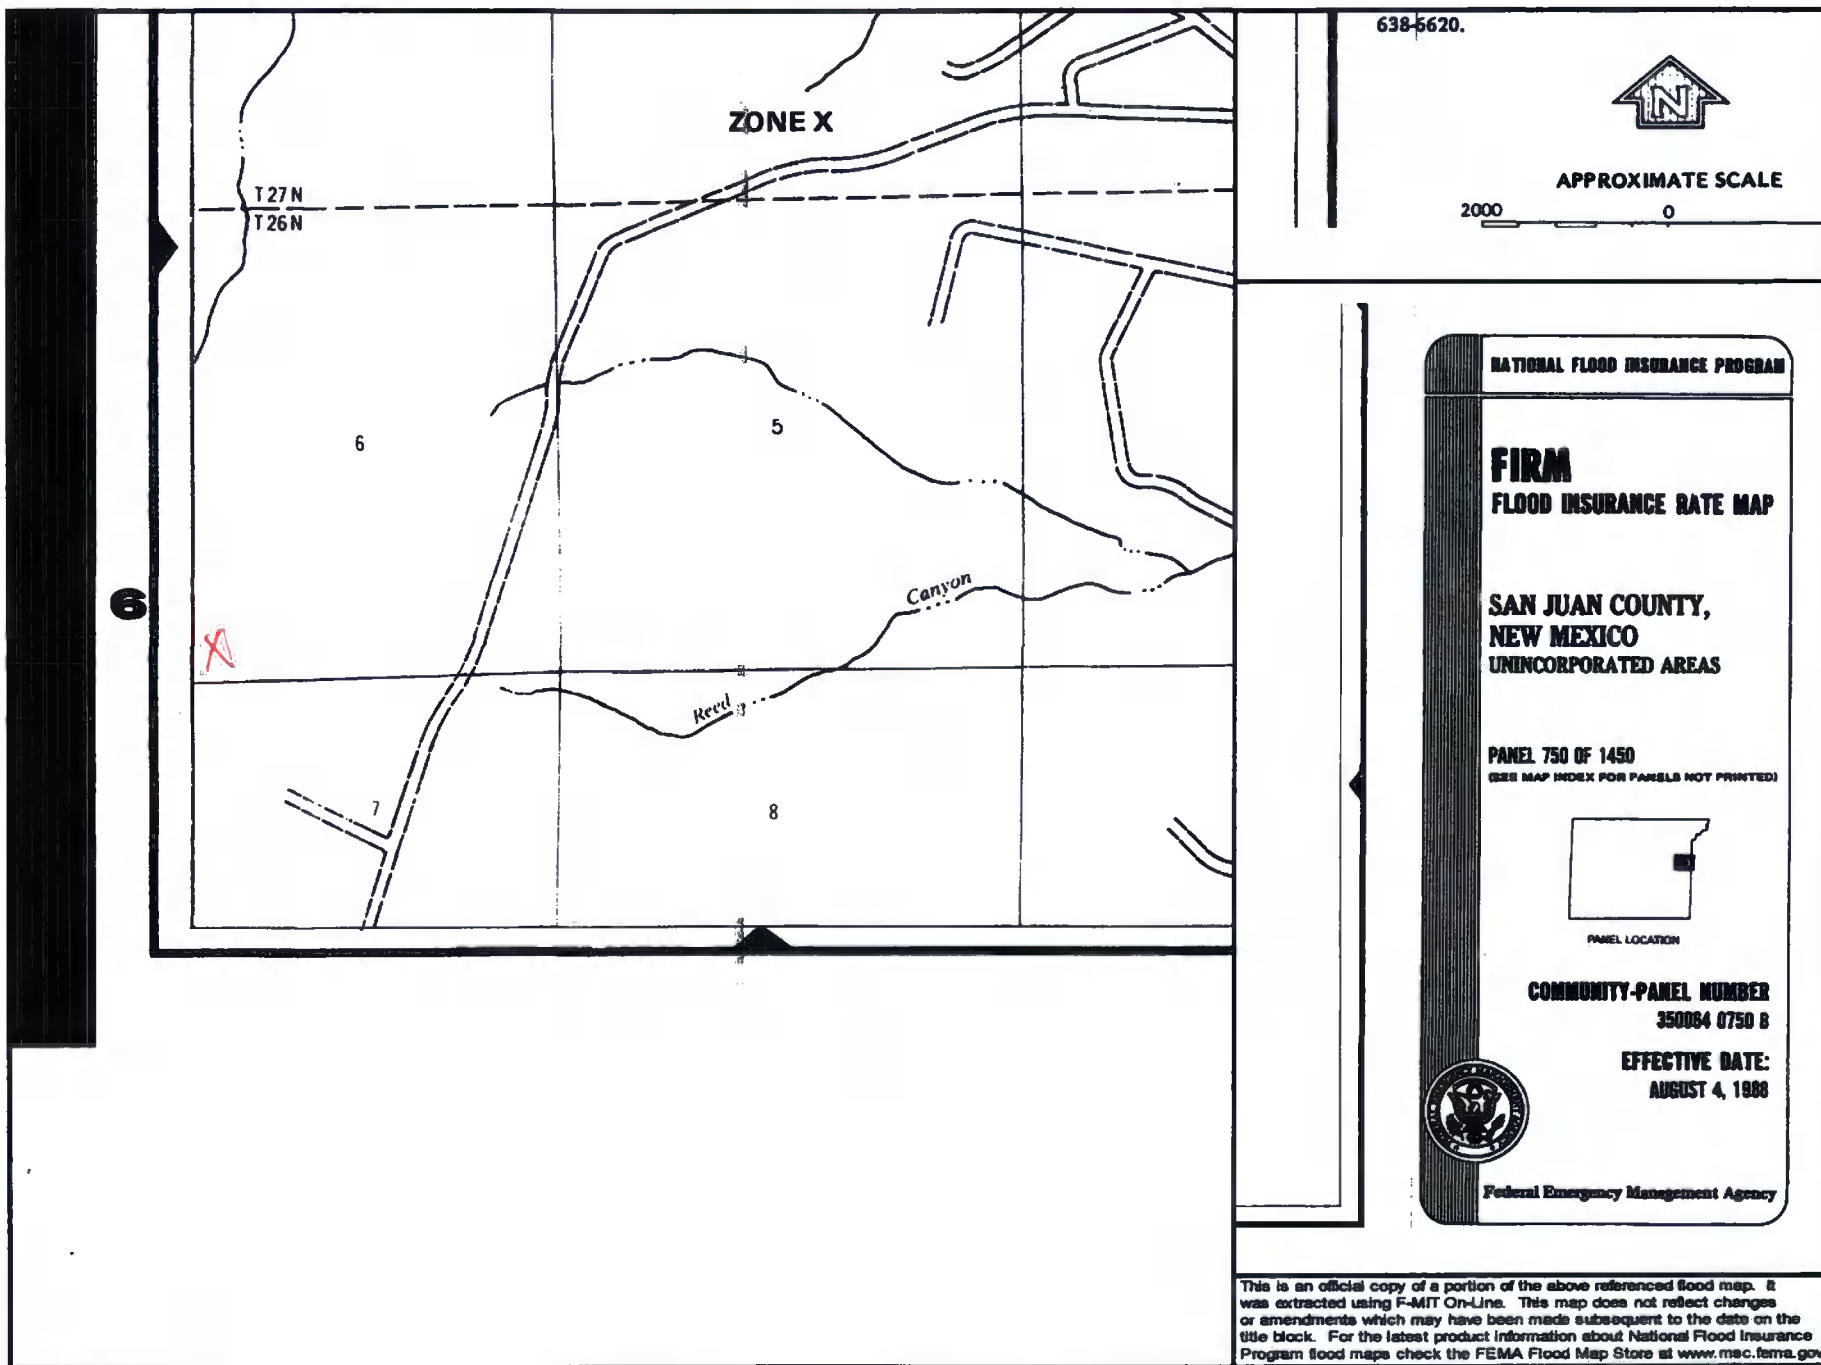 638-6620.
N
ZONE X
APPROXIMATE SCALE
2000 0
T27N
T26N
NATIONAL FLOOD INSURANCE PROGRAM
6
5
FIRM
FLOOD INSURANCE RATE MAP
Canyon
SAN JUAN COUNTY,
NEW MEXICO
UNINCORPORATED AREAS
6
X
Reed
PANEL 750 OF 1450
(SEE MAP INDEX FOR PANELS NOT PRINTED)
7
8
PANEL LOCATION
COMMUNITY-PANEL NUMBER
350064 0750 B
EFFECTIVE DATE:
AUGUST 4, 1988
Federal Emergency Management Agency
This is an official copy of a portion of the above referenced flood map. It
was extracted using F-MIT On-Line. This map does not reflect changes
or amendments which may have been made subsequent to the date on the
title block. For the latest product information about National Flood Insurance
Program flood maps check the FEMA Flood Map Store at www.msc.fema.gov